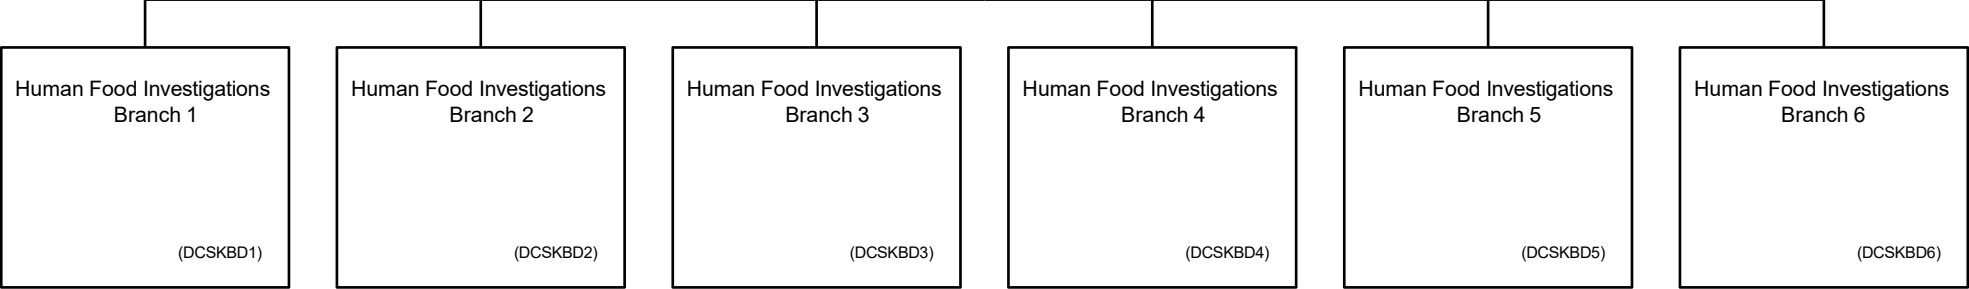 Human Food Investigations
Branch 1
(DCSKBD1)
Human Food Investigations
Branch 2
(DCSKBD2)
Human Food Investigations
Branch 3
(DCSKBD3)
Human Food Investigations
Branch 4
(DCSKBD4)
Human Food Investigations
Branch 5
(DCSKBD5)
Human Food Investigations
Branch 6
(DCSKBD6)